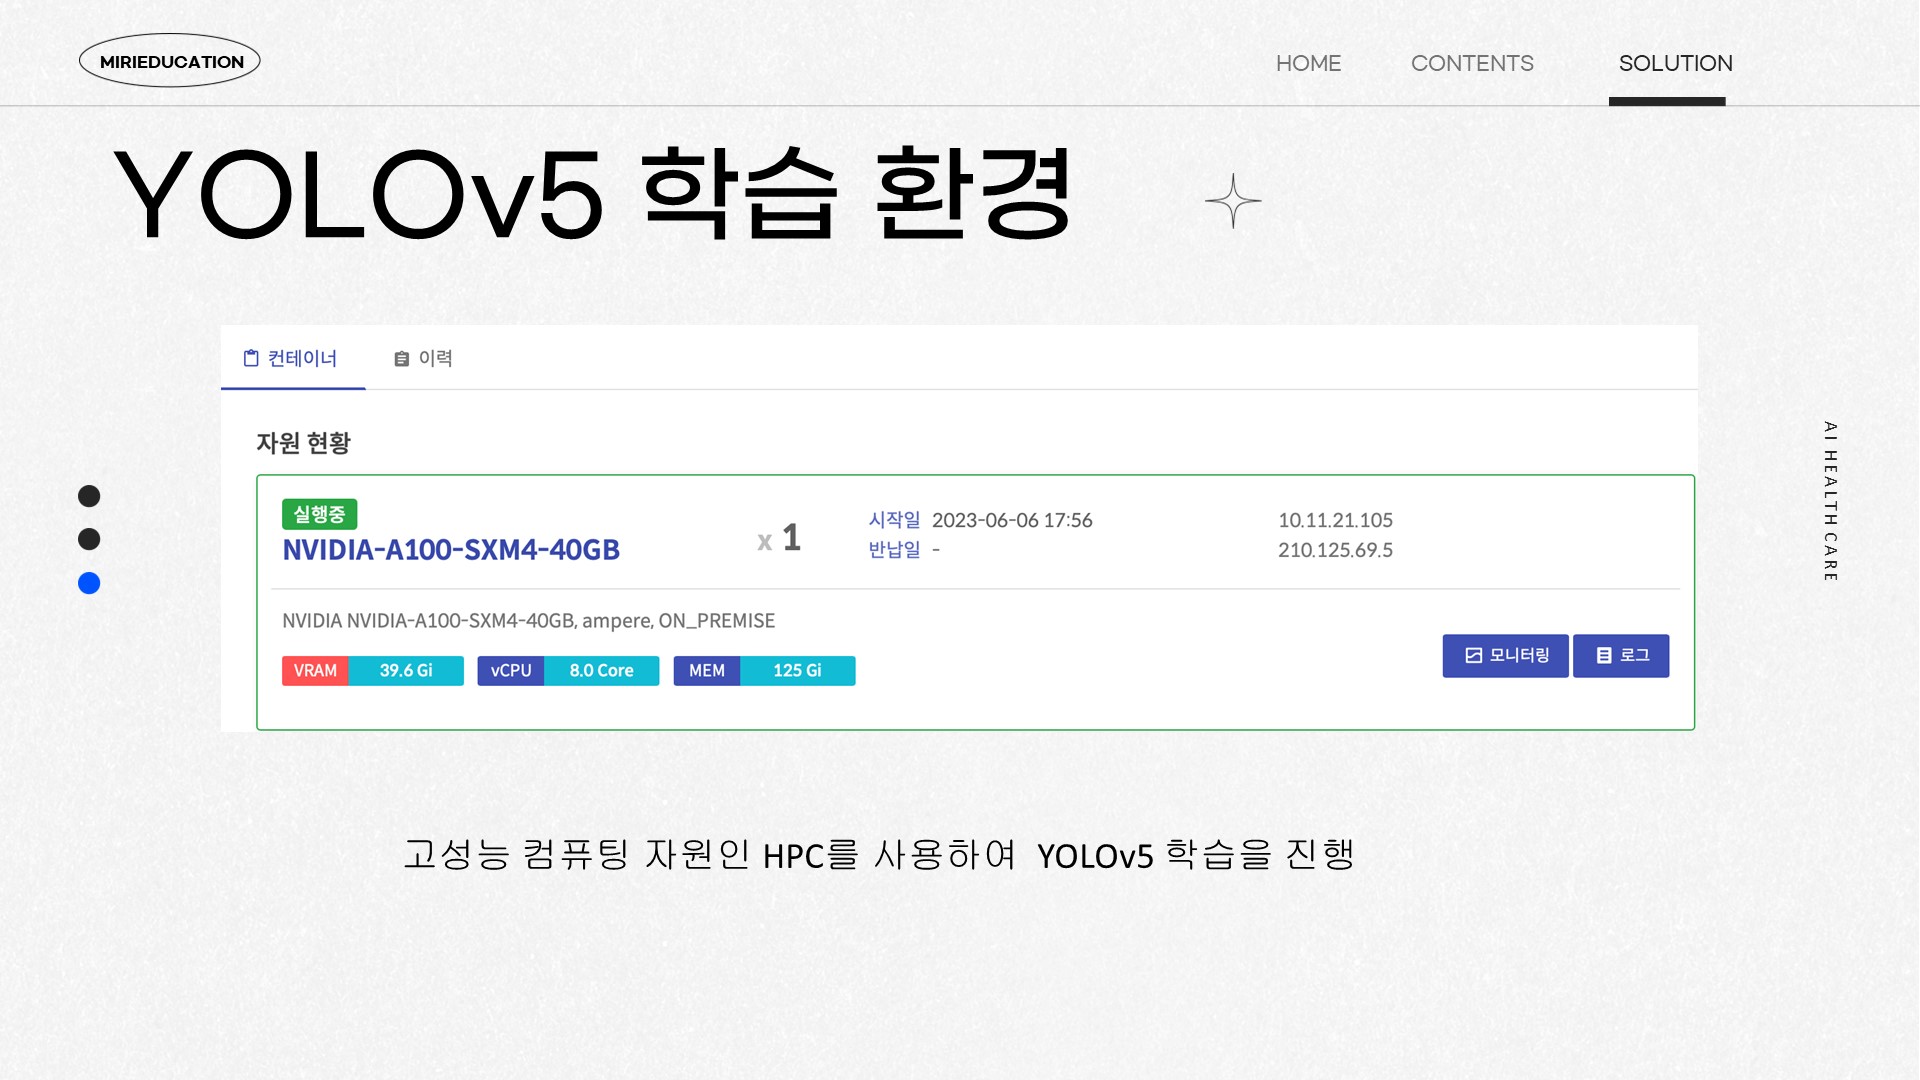 MIRIEDUCATION
HOME CONTENTS SOLUTION
YOLOv5 학습 환경
컨테이너 이력
자원 현황
실행중
NVIDIA-A100-SXM4-40GB
x 1
시작일 2023-06-06 17:56
반납일 -
10.11.21.105
210.125.69.5
NVIDIA NVIDIA-A100-SXM4-40GB, ampere, ON_PREMISE
VRAM 39.6 Gi vCPU 8.0 Core MEM 125 Gi
모니터링 로그
AI HEALTH CARE
고성능 컴퓨팅 자원인 HPC를 사용하여 YOLOv5 학습을 진행